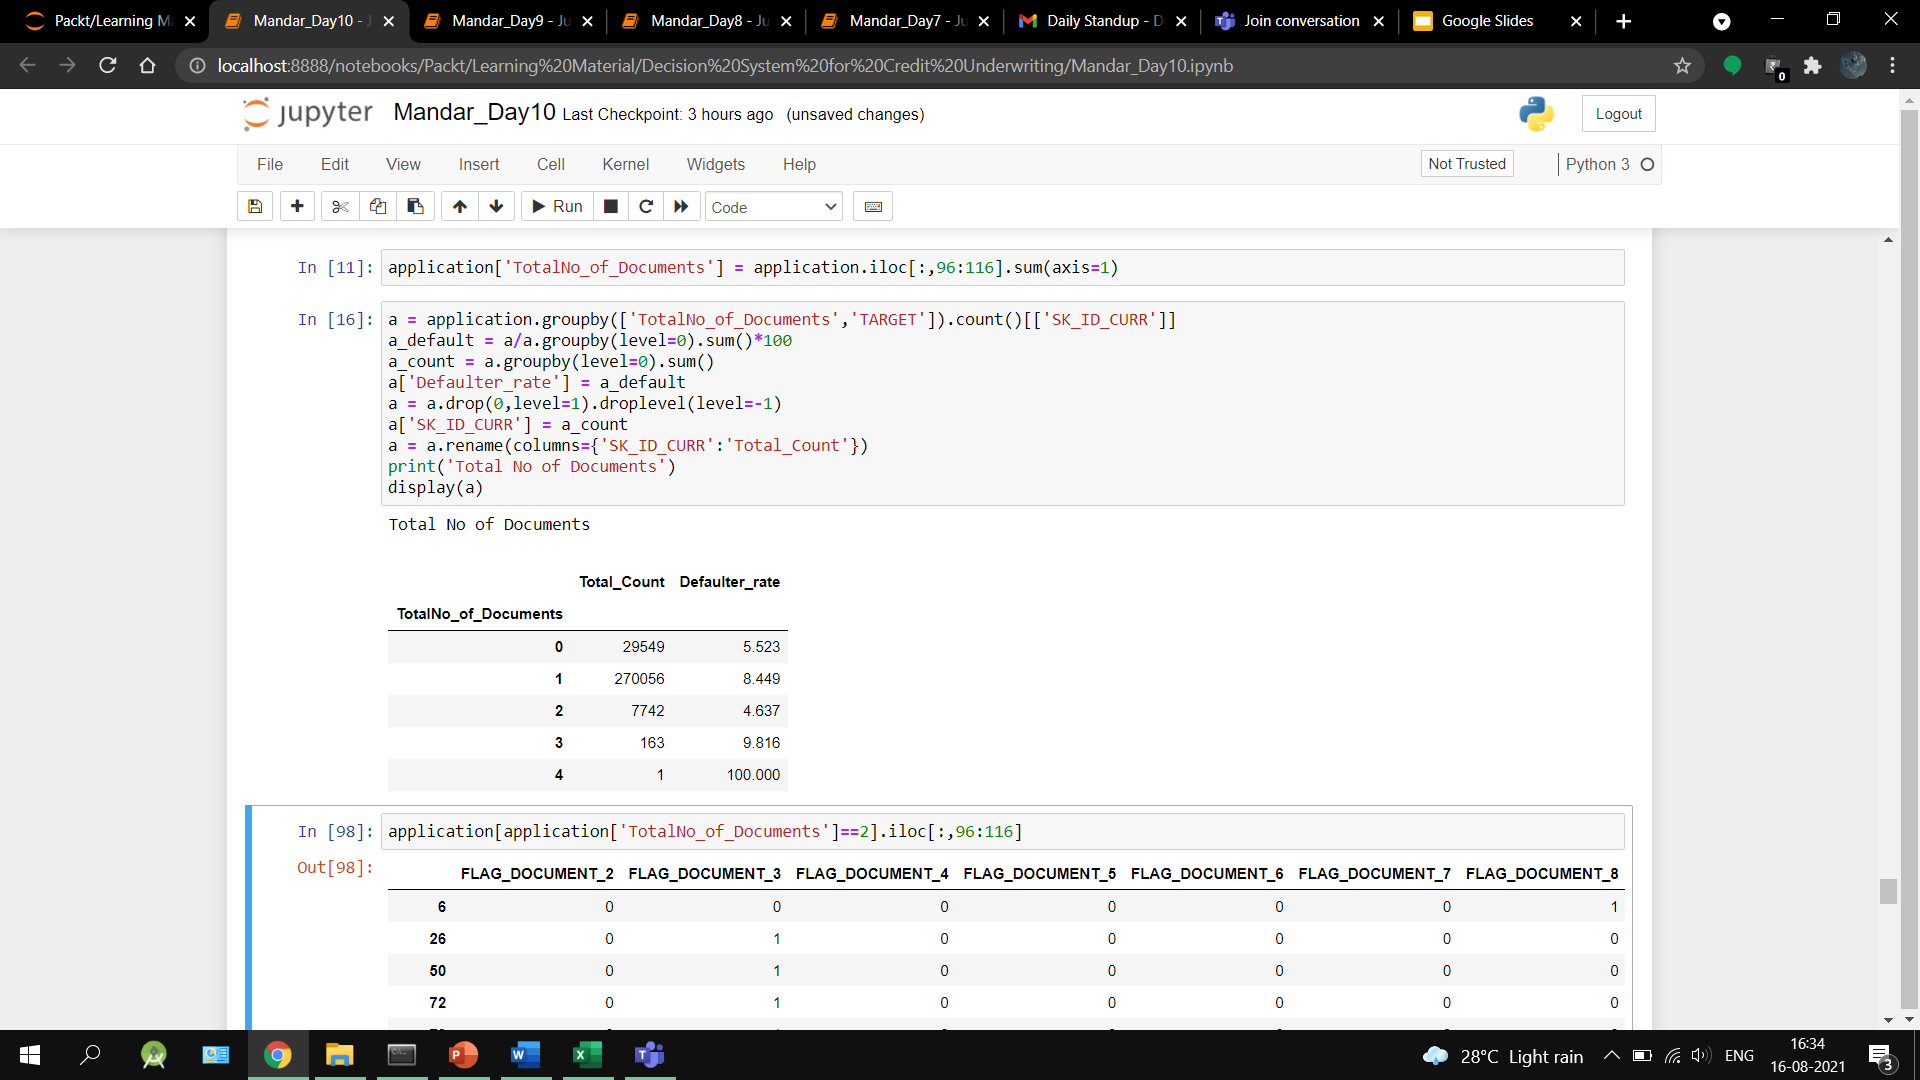 Packt/Learning M
Mandar_Day10 - J
Mandar_Day9 - Ju
Mandar_Day8 - Ju
Mandar_Day7 - Ju
Daily Standup - D
Join conversation
Google Slides
localhost:8888/notebooks/Packt/Learning%20Material/Decision%20System%20for%20Credit%20Underwriting/Mandar_Day10.ipynb
0
jupyter Mandar_Day10 Last Checkpoint: 3 hours ago (unsaved changes)
Logout
File Edit View Insert Cell Kernel Widgets Help
Not Trusted
Python 3
Run
Code
In [11]: application['TotalNo_of_Documents'] = application.iloc[:,96:116].sum(axis=1)
In [16]: a = application.groupby(['TotalNo_of_Documents','TARGET']).count()[['SK_ID_CURR']]
a_default = a/a.groupby(level=0).sum()*100
a_count = a.groupby(level=0).sum()
a['Defaulter_rate'] = a_default
a = a.drop(0,level=1).droplevel(level=-1)
a['SK_ID_CURR'] = a_count
a = a.rename(columns={'SK_ID_CURR':'Total_Count'})
print('Total No of Documents')
display(a)
Total No of Documents
Total_Count Defaulter_rate
TotalNo_of_Documents
0 29549 5.523
1 270056 8.449
2 7742 4.637
3 163 9.816
4 1 100.000
In [98]: application[application['TotalNo_of_Documents']==2].iloc[:,96:116]
Out[98]:
FLAG_DOCUMENT_2 FLAG_DOCUMENT_3 FLAG_DOCUMENT_4 FLAG_DOCUMENT_5 FLAG_DOCUMENT_6 FLAG_DOCUMENT_7 FLAG_DOCUMENT_8
6 0 0 0 0 0 0 1
26 0 1 0 0 0 0 0
50 0 1 0 0 0 0 0
72 0 1 0 0 0 0 0
28°C Light rain
ENG
16:34
16-08-2021
3